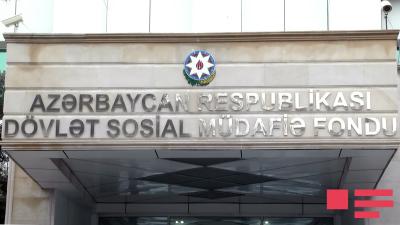 AZƏRBAYCAN RESPUBLİKASI
DÖVLƏT SOSİAL MÜDAFİƏ FONDU